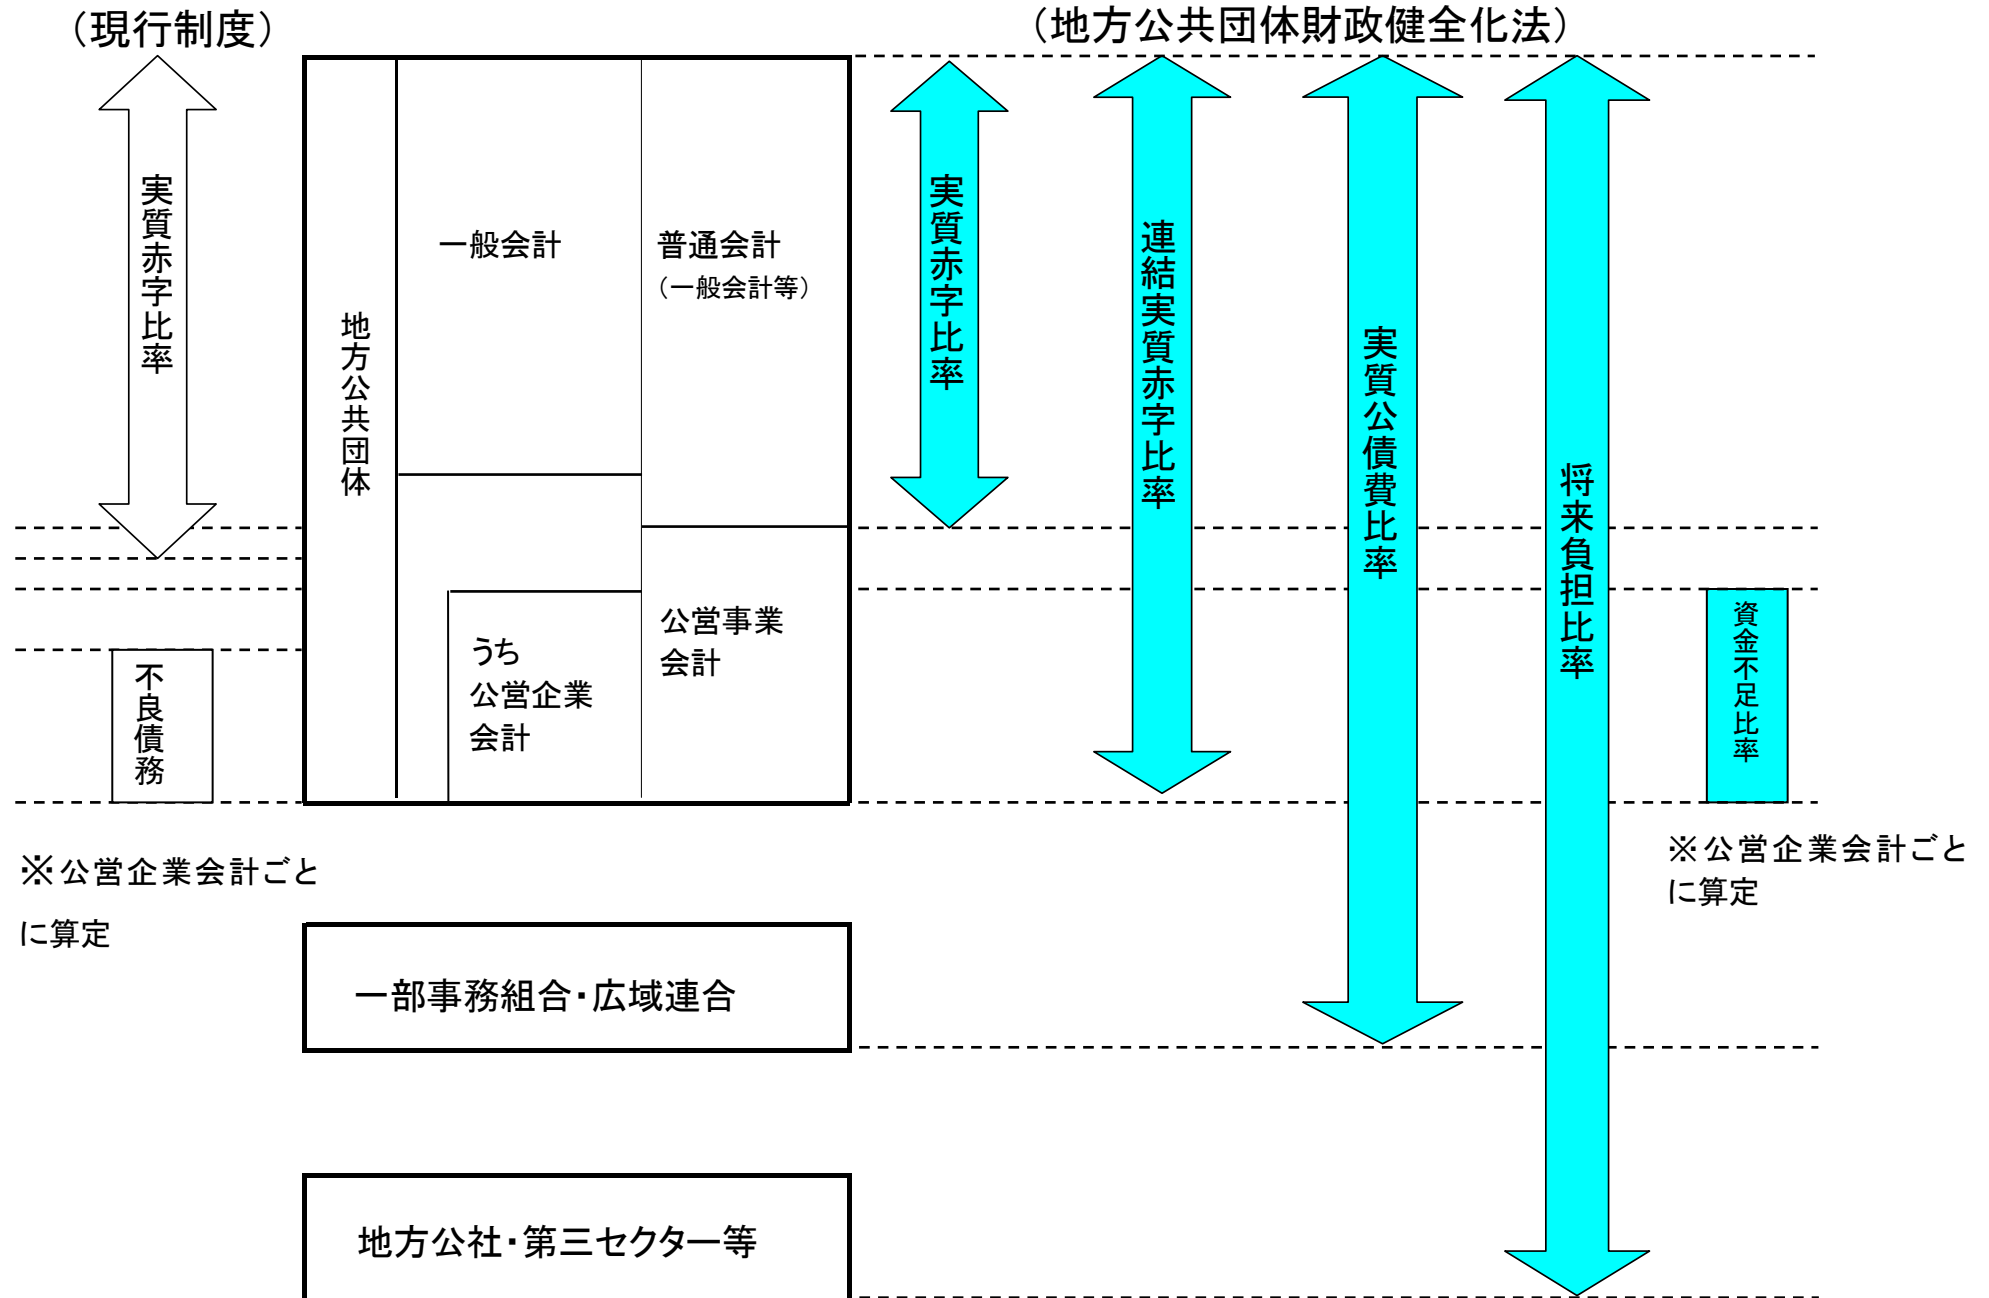 （現行制度）
（地方公共団体財政健全化法）
実質赤字比率
地方公共団体
一般会計
普通会計
（一般会計等）
実質赤字比率
連結実質赤字比率
実質公債費比率
将来負担比率
不良債務
うち
公営企業
会計
公営事業
会計
資金不足比率
※公営企業会計ごと
に算定
※公営企業会計ごと
に算定
一部事務組合・広域連合
地方公社・第三セクター等